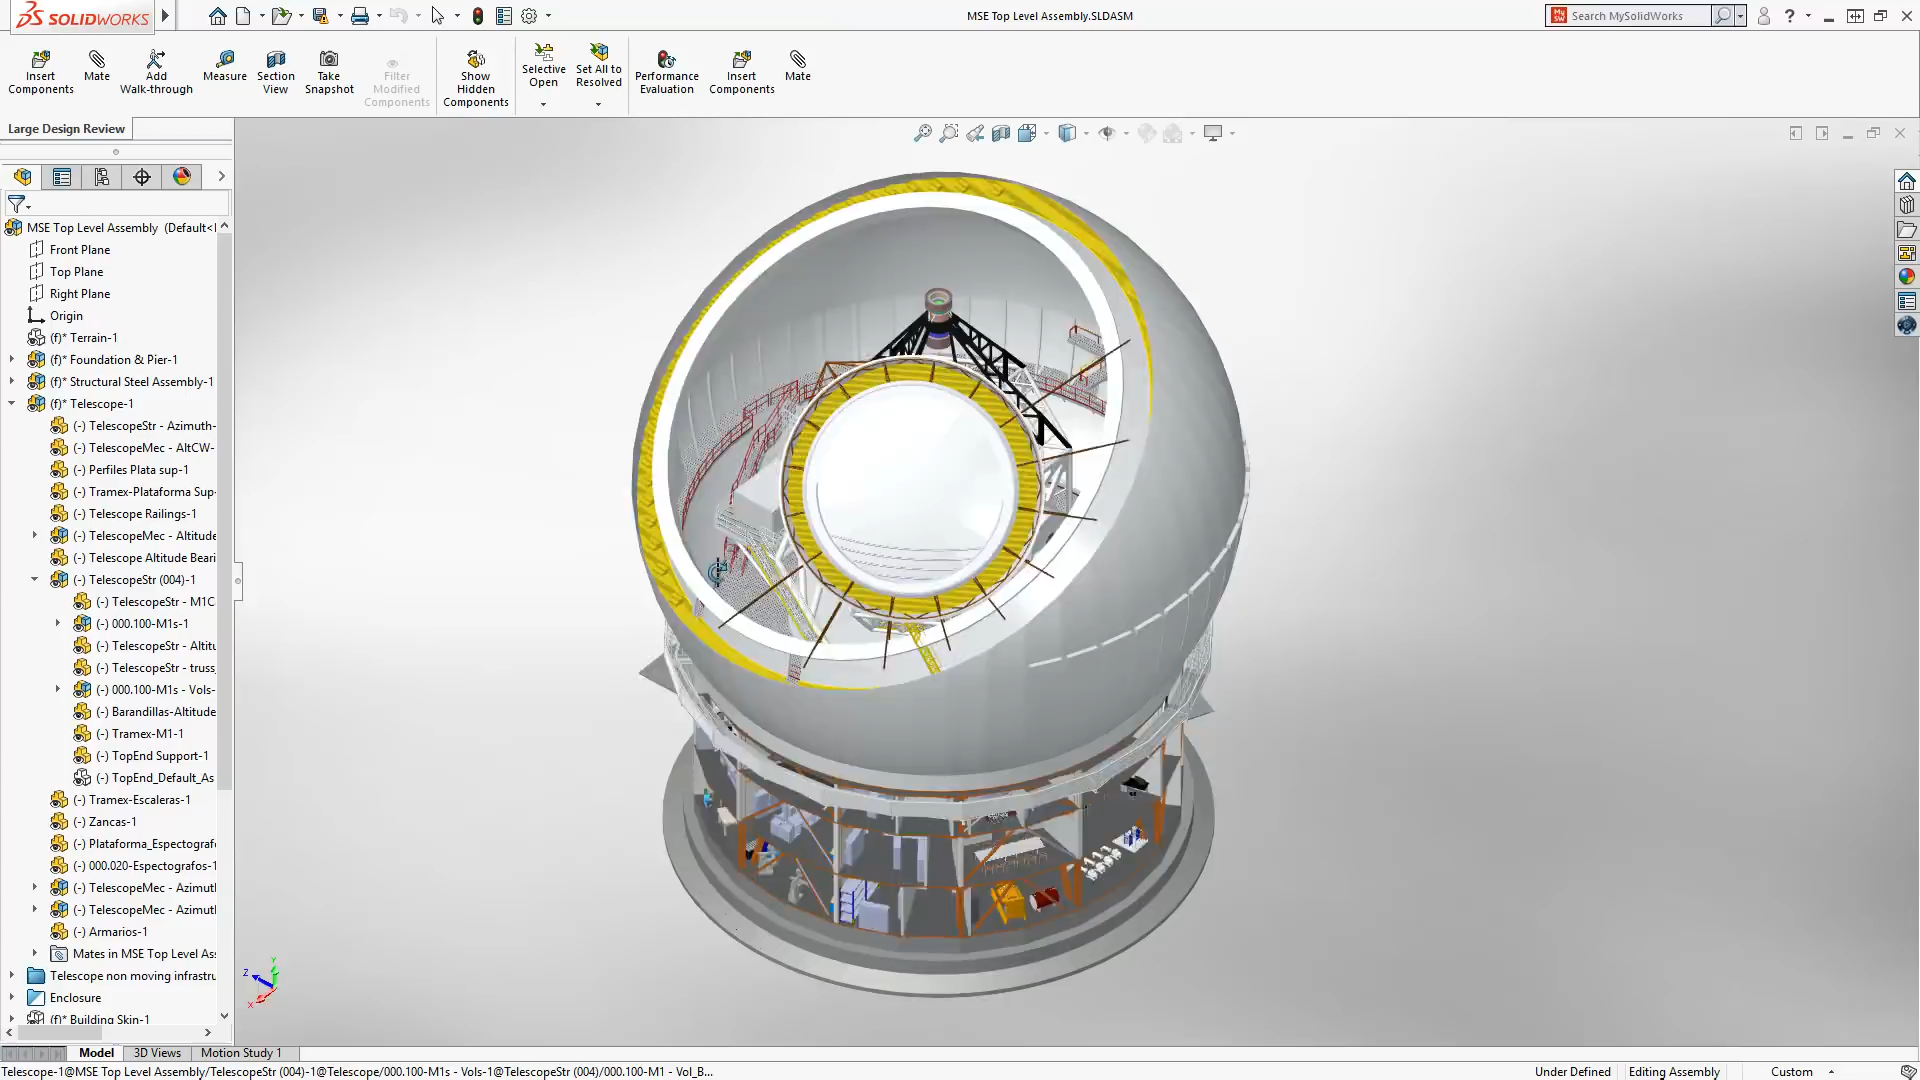 SOLIDWORKS
MSE Top Level Assembly.SLDASM
Search MySolidWorks
Insert Components
Mate
Add Walk-through
Measure
Section View
Take Snapshot
Filter Modified Components
Show Hidden Components
Selective Open
Set All to Resolved
Performance Evaluation
Insert Components
Mate
Large Design Review
MSE Top Level Assembly (Default<
Front Plane
Top Plane
Right Plane
Origin
(f)* Terrain-1
(f)* Foundation & Pier-1
(f)* Structural Steel Assembly-1
(f)* Telescope-1
(-) TelescopeStr - Azimuth-
(-) TelescopeMec - AltCW-
(-) Perfiles Plata sup-1
(-) Tramex-Plataforma Sup-
(-) Telescope Railings-1
(-) TelescopeMec - Altitude
(-) Telescope Altitude Beari
(-) TelescopeStr (004)-1
(-) TelescopeStr - M1C
(-) 000.100-M1s-1
(-) TelescopeStr - Altitu
(-) TelescopeStr - truss
(-) 000.100-M1s - Vols-
(-) Barandillas-Altitude
(-) Tramex-M1-1
(-) TopEnd Support-1
(-) TopEnd_Default_As
(-) Tramex-Escaleras-1
(-) Zancas-1
(-) Plataforma_Espectograf
(-) 000.020-Espectografos-1
(-) TelescopeMec - Azimutl
(-) TelescopeMec - Azimutl
(-) Armarios-1
Mates in MSE Top Level As
Telescope non moving infrastru
Enclosure
(f)* Building Skin-1
Z
Y
X
Model
3D Views
Motion Study 1
Telescope-1@MSE Top Level Assembly/TelescopeStr (004)-1@Telescope/000.100-M1s - Vols-1@TelescopeStr (004)/000.100-M1 - Vol_B...
Under Defined
Editing Assembly
Custom